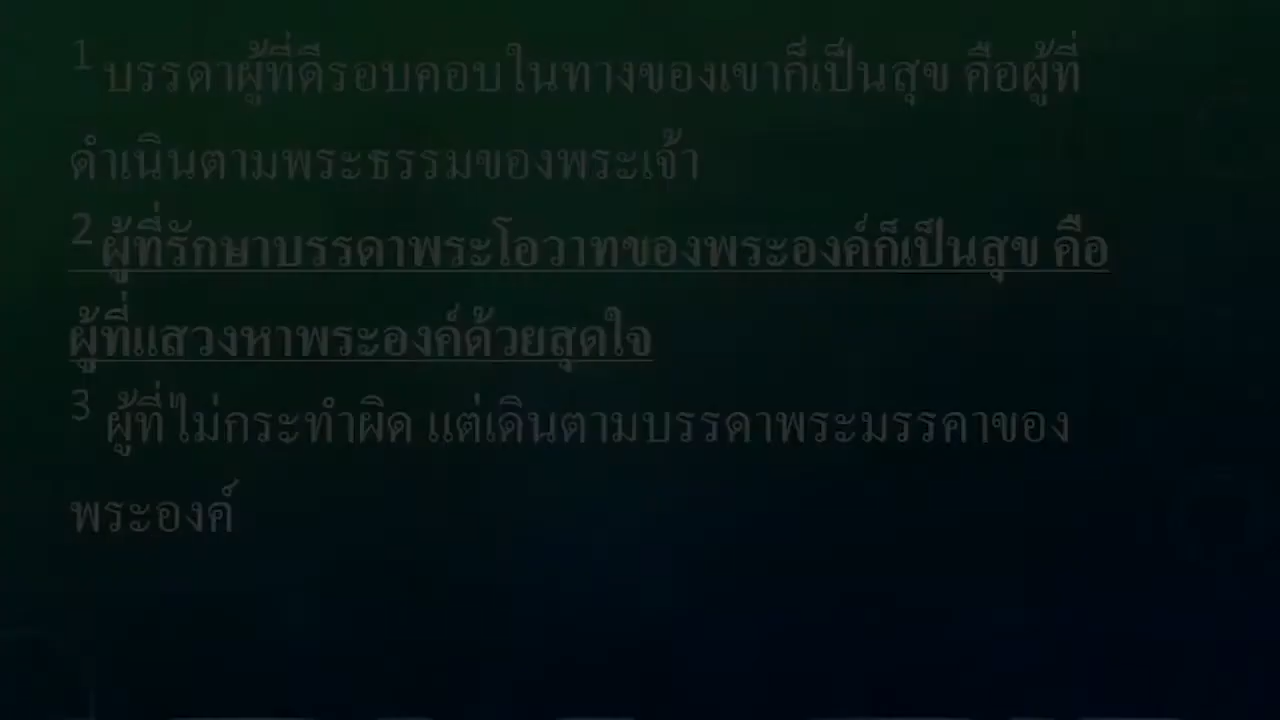 1 บรรดาผู้ที่ดีรอบคอบในทางของเขาก็เป็นสุข คือผู้ที่
ดำเนินตามพระธรรมของพระเจ้า
2 ผู้ที่รักษาบรรดาพระโอวาทของพระองค์ก็เป็นสุข คือ
ผู้ที่แสวงหาพระองค์ด้วยสุดใจ
3 ผู้ที่ไม่กระทำผิด แต่เดินตามบรรดาพระมรรคาของ
พระองค์